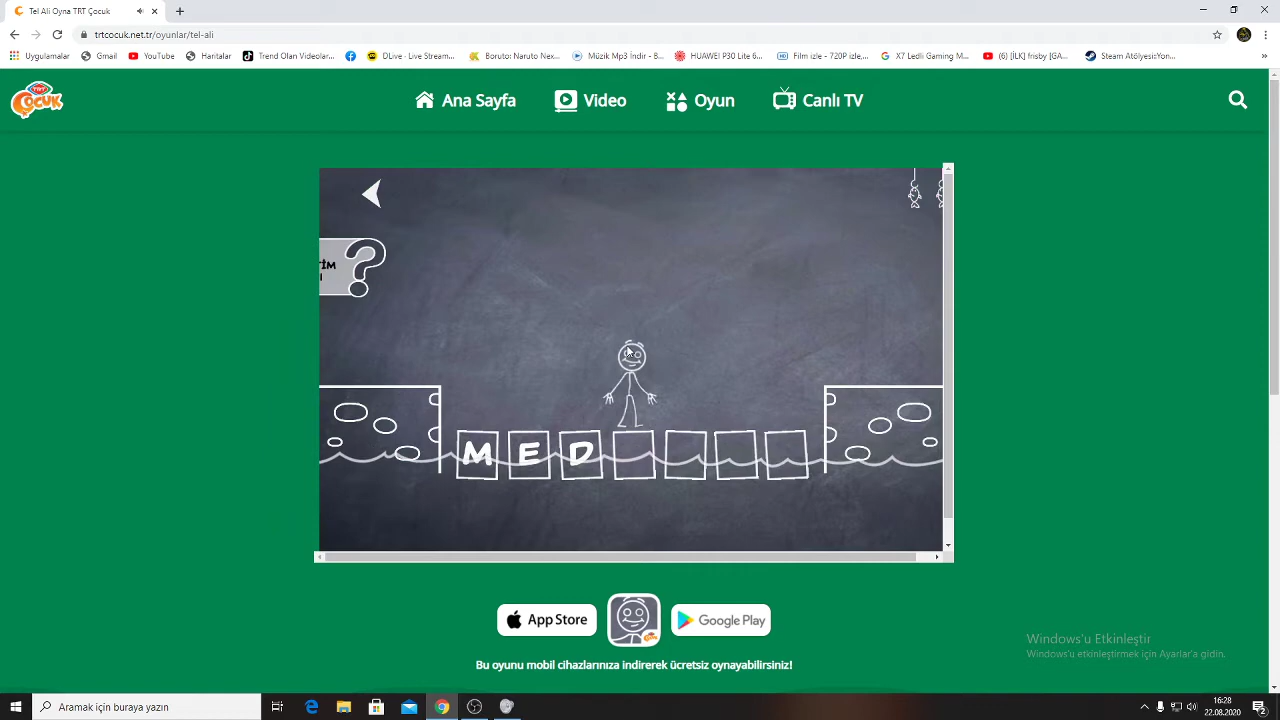 Tel Ali Oyna TRT Çocuk
trtcocuk.net.tr/oyunlar/tel-ali
Uygulamalar
Gmail
YouTube
Haritalar
Trend Olan Videolar...
DLive - Live Stream...
Boruto Naruto Nex...
Müzik Mp3 İndir - B...
HUAWEI P30 Lite 6...
Film izle - 720P izle,...
X7 Ledli Gaming M...
(6) [İLK] frisby [GA...
Steam Atölyesi::Yön...
TRT
ÇOCUK
Ana Sayfa
Video
Oyun
Canlı TV
?
M E D
App Store
Google Play
Bu oyunu mobil cihazlarınıza indirerek ücretsiz oynayabilirsiniz!
Windows'u Etkinleştir
Windows'u etkinleştirmek için Ayarlar'a gidin.
Aramak için buraya yazın
16:28
22.08.2020
2